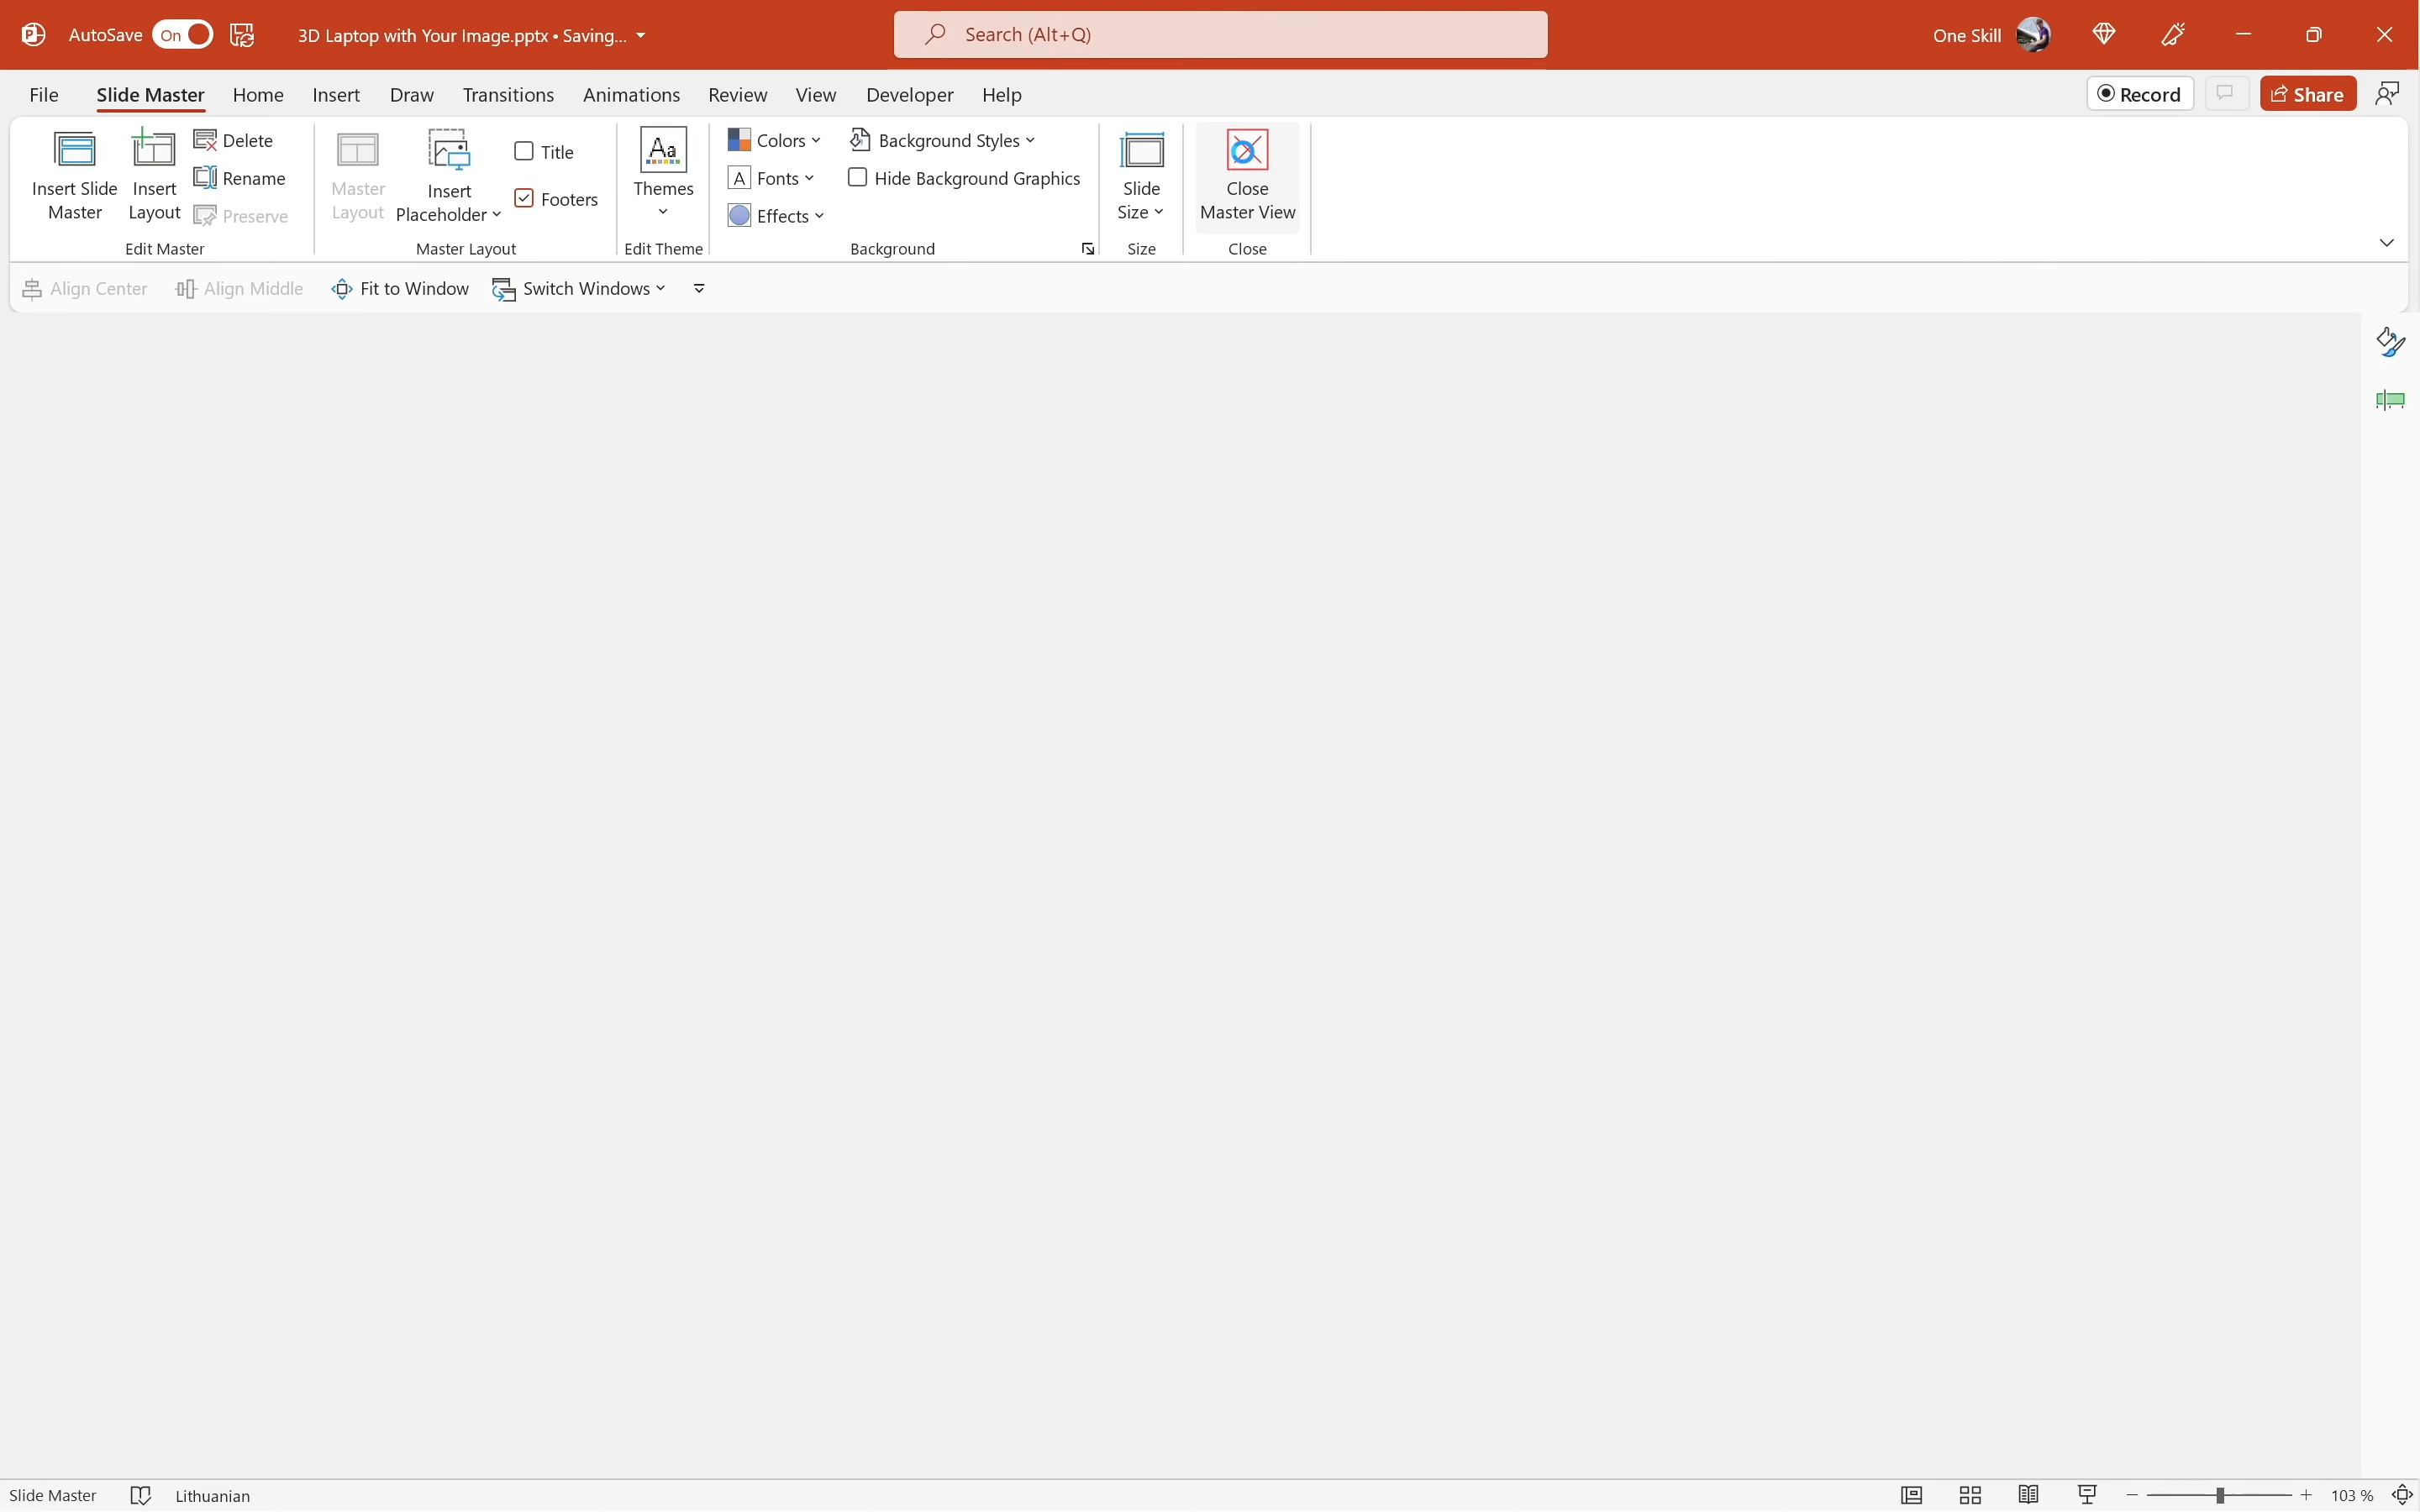 AutoSave On 3D Laptop with Your Image.pptx • Saving... Search (Alt+Q) One Skill
File Slide Master Home Insert Draw Transitions Animations Review View Developer Help Record Share
Insert Slide Master
Insert Layout
Delete
Rename
Preserve
Edit Master
Master Layout
Insert Placeholder
Title
Footers
Master Layout
Themes
Edit Theme
Colors
Fonts
Effects
Background Styles
Hide Background Graphics
Background
Slide Size
Size
Close Master View
Close
Align Center Align Middle Fit to Window Switch Windows
Slide Master Lithuanian 103 %